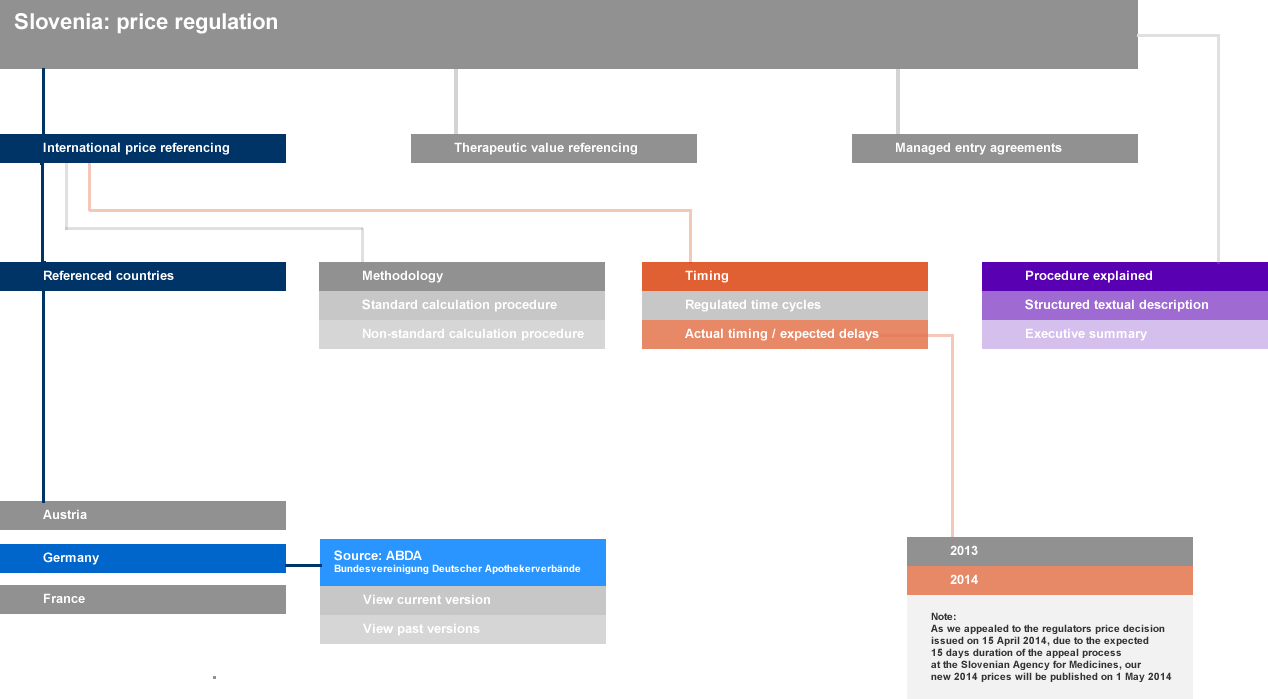 Slovenia: price regulation
International price referencing
Therapeutic value referencing
Managed entry agreements
Referenced countries
Methodology
Standard calculation procedure
Non-standard calculation procedure
Timing
Regulated time cycles
Actual timing / expected delays
Procedure explained
Structured textual description
Executive summary
Austria
Germany
France
Source: ABDA
Bundesvereinigung Deutscher Apothekerverbände
View current version
View past versions
2013
2014
Note:
As we appealed to the regulators price decision
issued on 15 April 2014, due to the expected
15 days duration of the appeal process
at the Slovenian Agency for Medicines, our
new 2014 prices will be published on 1 May 2014